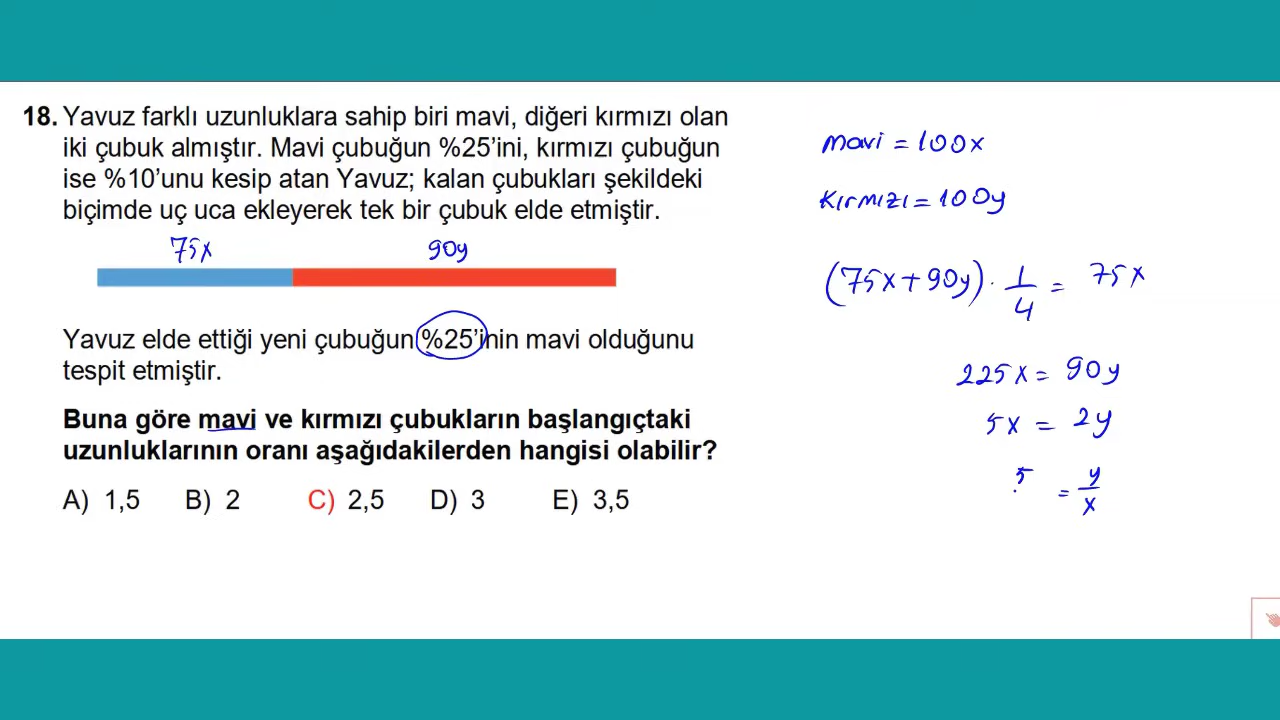 18. Yavuz farklı uzunluklara sahip biri mavi, diğeri kırmızı olan
iki çubuk almıştır. Mavi çubuğun %25'ini, kırmızı çubuğun
ise %10'unu kesip atan Yavuz; kalan çubukları şekildeki
biçimde uç uca ekleyerek tek bir çubuk elde etmiştir.
75x 90y
Yavuz elde ettiği yeni çubuğun %25'inin mavi olduğunu
tespit etmiştir.
Buna göre mavi ve kırmızı çubukların başlangıçtaki
uzunluklarının oranı aşağıdakilerden hangisi olabilir?
A) 1,5 B) 2 C) 2,5 D) 3 E) 3,5
mavi = 100x
kırmızı = 100y
(75x + 90y) · 1/4 = 75x
225x = 90y
5x = 2y
5 = y/x